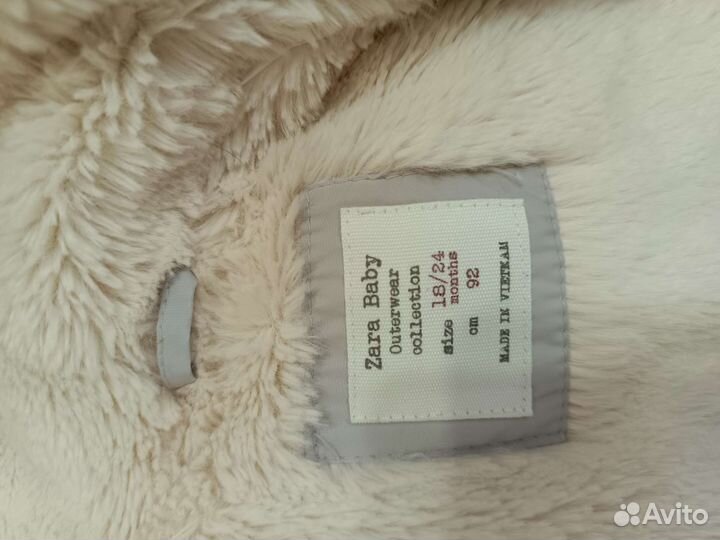 Zara Baby
Outerwear
collection
size 18/24
months
cm 92
MADE IN VIETNAM
Avito